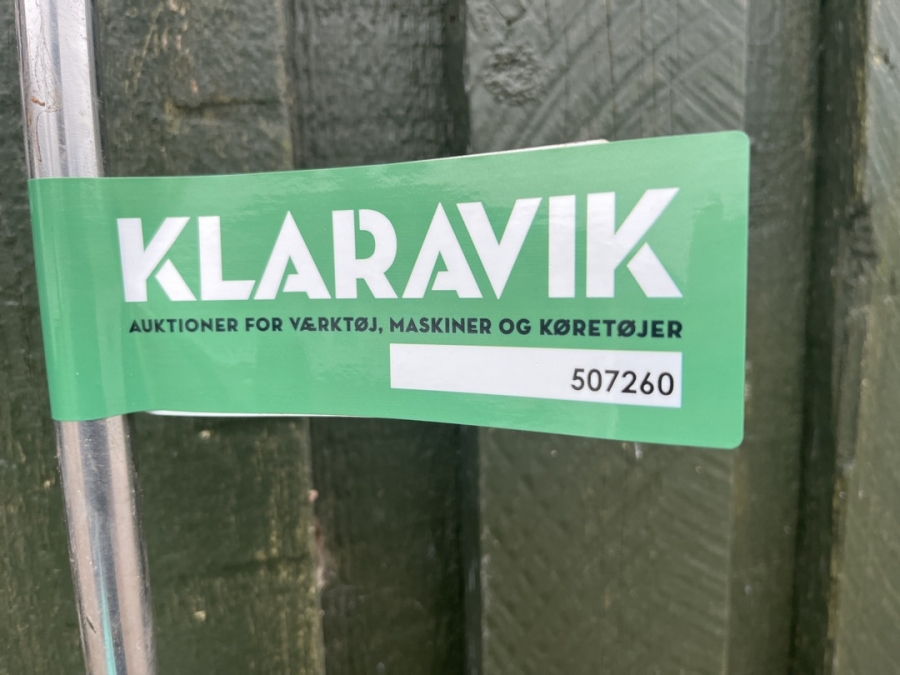 KLARAVIK
AUKTIONER FOR VÆRKTØJ, MASKINER OG KØRETØJER
507260